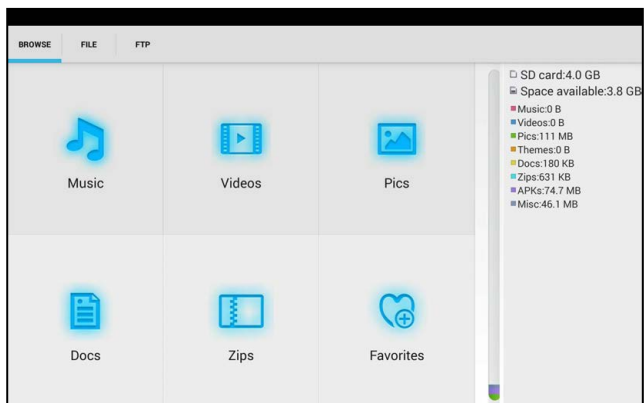 BROWSE FILE FTP
Music Videos Pics
Docs Zips Favorites
SD card:4.0 GB
Space available:3.8 GB
Music:0 B
Videos:0 B
Pics:111 MB
Themes:0 B
Docs:180 KB
Zips:631 KB
APKs:74.7 MB
Misc:46.1 MB